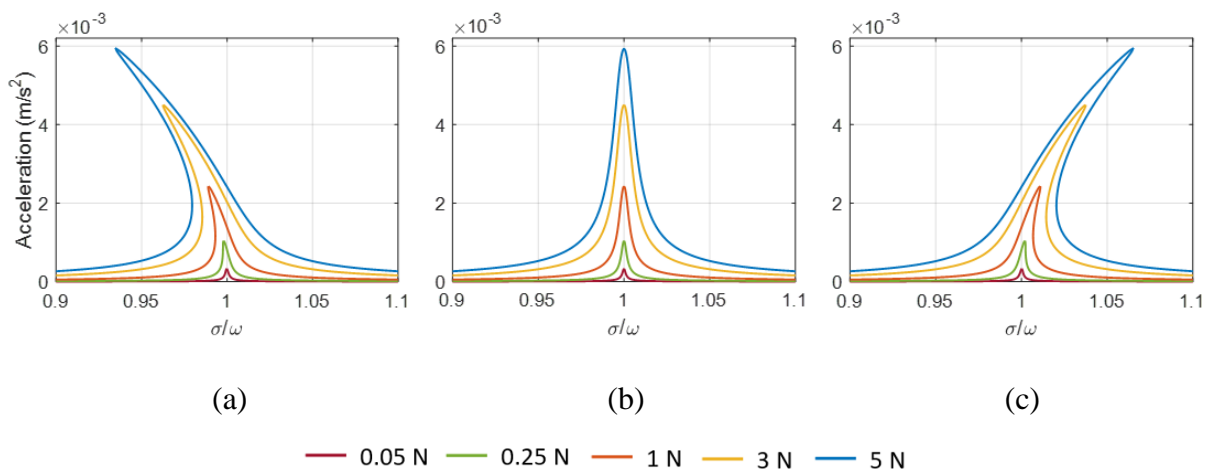 ×10⁻³ ×10⁻³ ×10⁻³
6 6 6
4 4 4
2 2 2
0 0 0
Acceleration (m/s²)
0.9 0.95 1 1.05 1.1 0.9 0.95 1 1.05 1.1 0.9 0.95 1 1.05 1.1
σ/ω σ/ω σ/ω
(a) (b) (c)
0.05 N 0.25 N 1 N 3 N 5 N